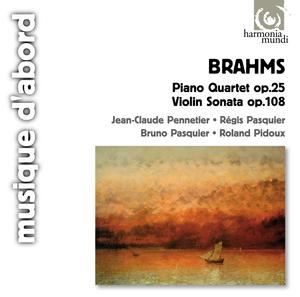 harmonia
mundi
BRAHMS
Piano Quartet op.25
Violin Sonata op.108
Jean-Claude Pennetier • Régis Pasquier
Bruno Pasquier • Roland Pidoux
musique d'abord